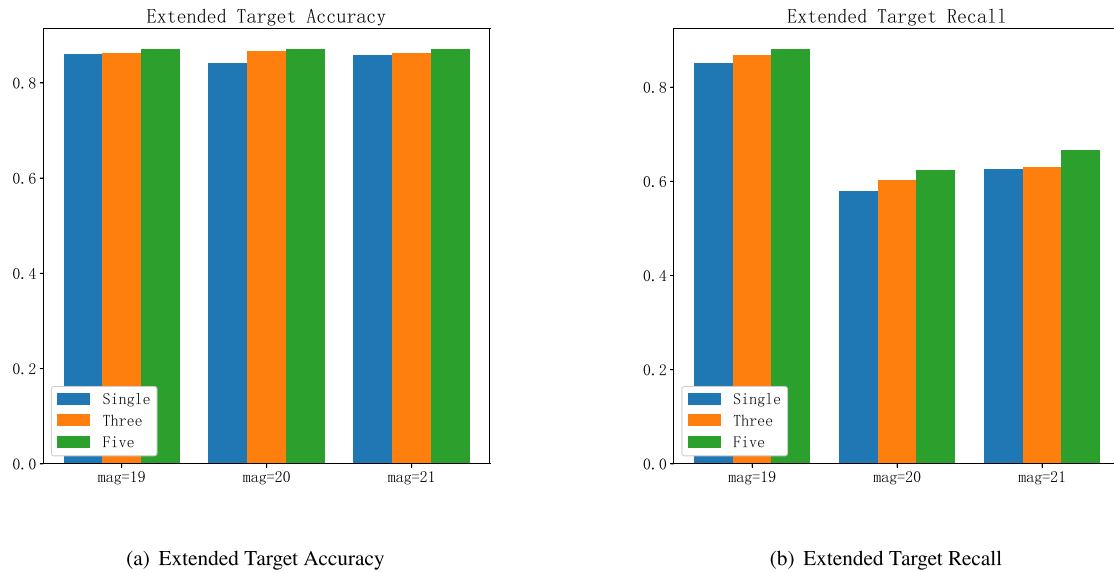 Extended Target Accuracy
0.8
0.6
0.4
0.2
0.0
Single
Three
Five
mag=19
mag=20
mag=21
(a) Extended Target Accuracy
Extended Target Recall
0.8
0.6
0.4
0.2
0.0
Single
Three
Five
mag=19
mag=20
mag=21
(b) Extended Target Recall